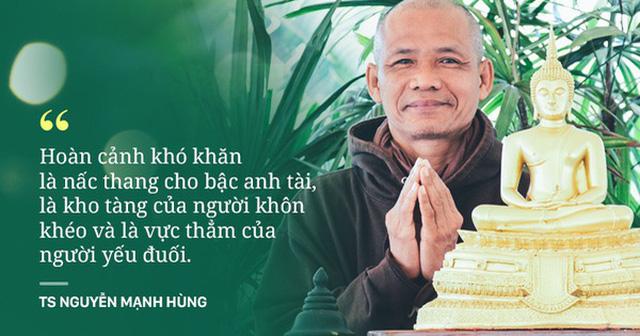 “
Hoàn cảnh khó khăn
là nấc thang cho bậc anh tài,
là kho tàng của người khôn
khéo và là vực thẳm của
người yếu đuối.
TS NGUYỄN MẠNH HÙNG